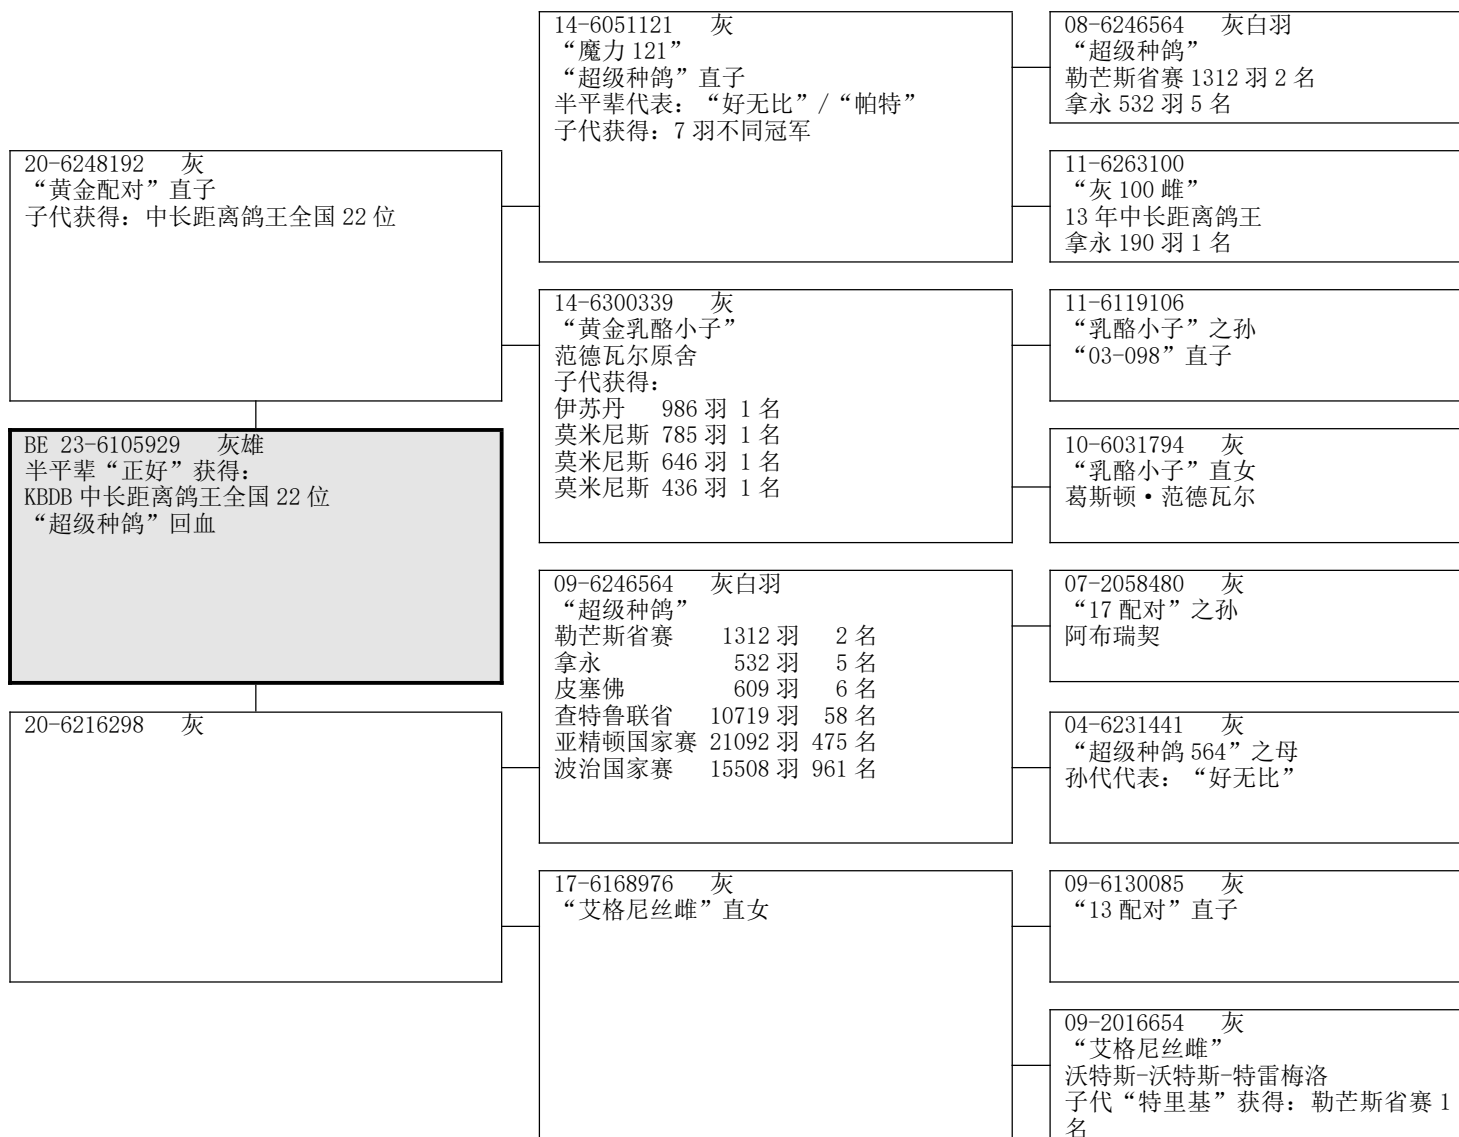 20-6248192 灰
“黄金配对”直子
子代获得：中长距离鸽王全国 22 位
BE 23-6105929 灰雄
半平辈“正好”获得：
KBDB 中长距离鸽王全国 22 位
“超级种鸽”回血
20-6216298 灰
14-6051121 灰
“魔力 121”
“超级种鸽”直子
半平辈代表：“好无比”/“帕特”
子代获得：7 羽不同冠军
14-6300339 灰
“黄金乳酪小子”
范德瓦尔原舍
子代获得：
伊苏丹 986 羽 1 名
莫米尼斯 785 羽 1 名
莫米尼斯 646 羽 1 名
莫米尼斯 436 羽 1 名
09-6246564 灰白羽
“超级种鸽”
勒芒斯省赛 1312 羽 2 名
拿永 532 羽 5 名
皮塞佛 609 羽 6 名
查特鲁联省 10719 羽 58 名
亚精顿国家赛 21092 羽 475 名
波治国家赛 15508 羽 961 名
17-6168976 灰
“艾格尼丝雌”直女
08-6246564 灰白羽
“超级种鸽”
勒芒斯省赛 1312 羽 2 名
拿永 532 羽 5 名
11-6263100
“灰 100 雌”
13 年中长距离鸽王
拿永 190 羽 1 名
11-6119106
“乳酪小子”之孙
“03-098”直子
10-6031794 灰
“乳酪小子”直女
葛斯顿·范德瓦尔
07-2058480 灰
“17 配对”之孙
阿布瑞契
04-6231441 灰
“超级种鸽 564”之母
孙代代表：“好无比”
09-6130085 灰
“13 配对”直子
09-2016654 灰
“艾格尼丝雌”
沃特斯-沃特斯-特雷梅洛
子代“特里基”获得：勒芒斯省赛 1
名